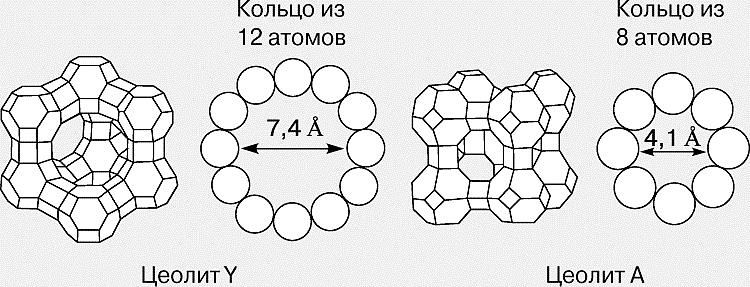 Кольцо из
12 атомов
7,4 Å
Цеолит Y
Кольцо из
8 атомов
4,1 Å
Цеолит А